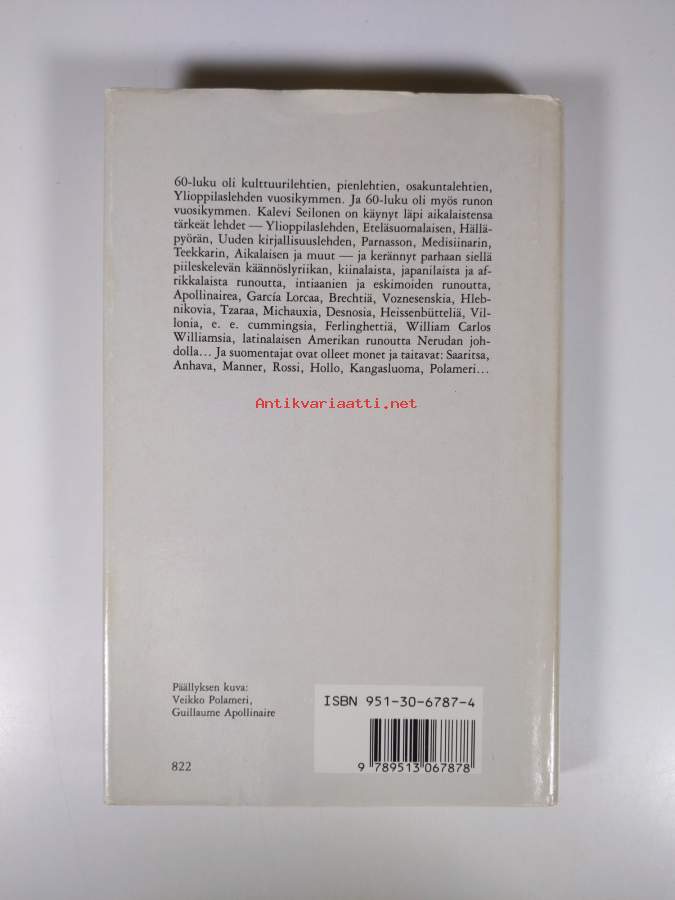 60-luku oli kulttuurilehtien, pienlehtien, osakuntalehtien,
Ylioppilaslehden vuosikymmen. Ja 60-luku oli myös runon
vuosikymmen. Kalevi Seilonen on käynyt läpi aikalaistensa
tärkeät lehdet — Ylioppilaslehden, Eteläsuomalaisen, Hällä-
pyörän, Uuden kirjallisuuslehden, Parnasson, Medisiinarin,
Teekkarin, Aikalaisen ja muut — ja kerännyt parhaan siellä
piileskelevän käännöslyriikan, kiinalaista, japanilaista ja af-
rikkalaista runoutta, intiaanien ja eskimoiden runoutta,
Apollinairea, García Lorcaa, Brechtiä, Voznesenskia, Hleb-
nikovia, Tzaraa, Michauxia, Desnosia, Heissenbütteliä, Vil-
lonia, e. e. cummingsia, Ferlinghettiä, William Carlos
Williamsia, latinalaisen Amerikan runoutta Nerudan joh-
dolla... Ja suomentajat ovat olleet monet ja taitavat: Saaritsa,
Anhava, Manner, Rossi, Hollo, Kangasluoma, Polameri...
Antikvariaatti.net
Päällyksen kuva:
Veikko Polameri,
Guillaume Apollinaire
822
ISBN 951-30-6787-4
9 789513 067878